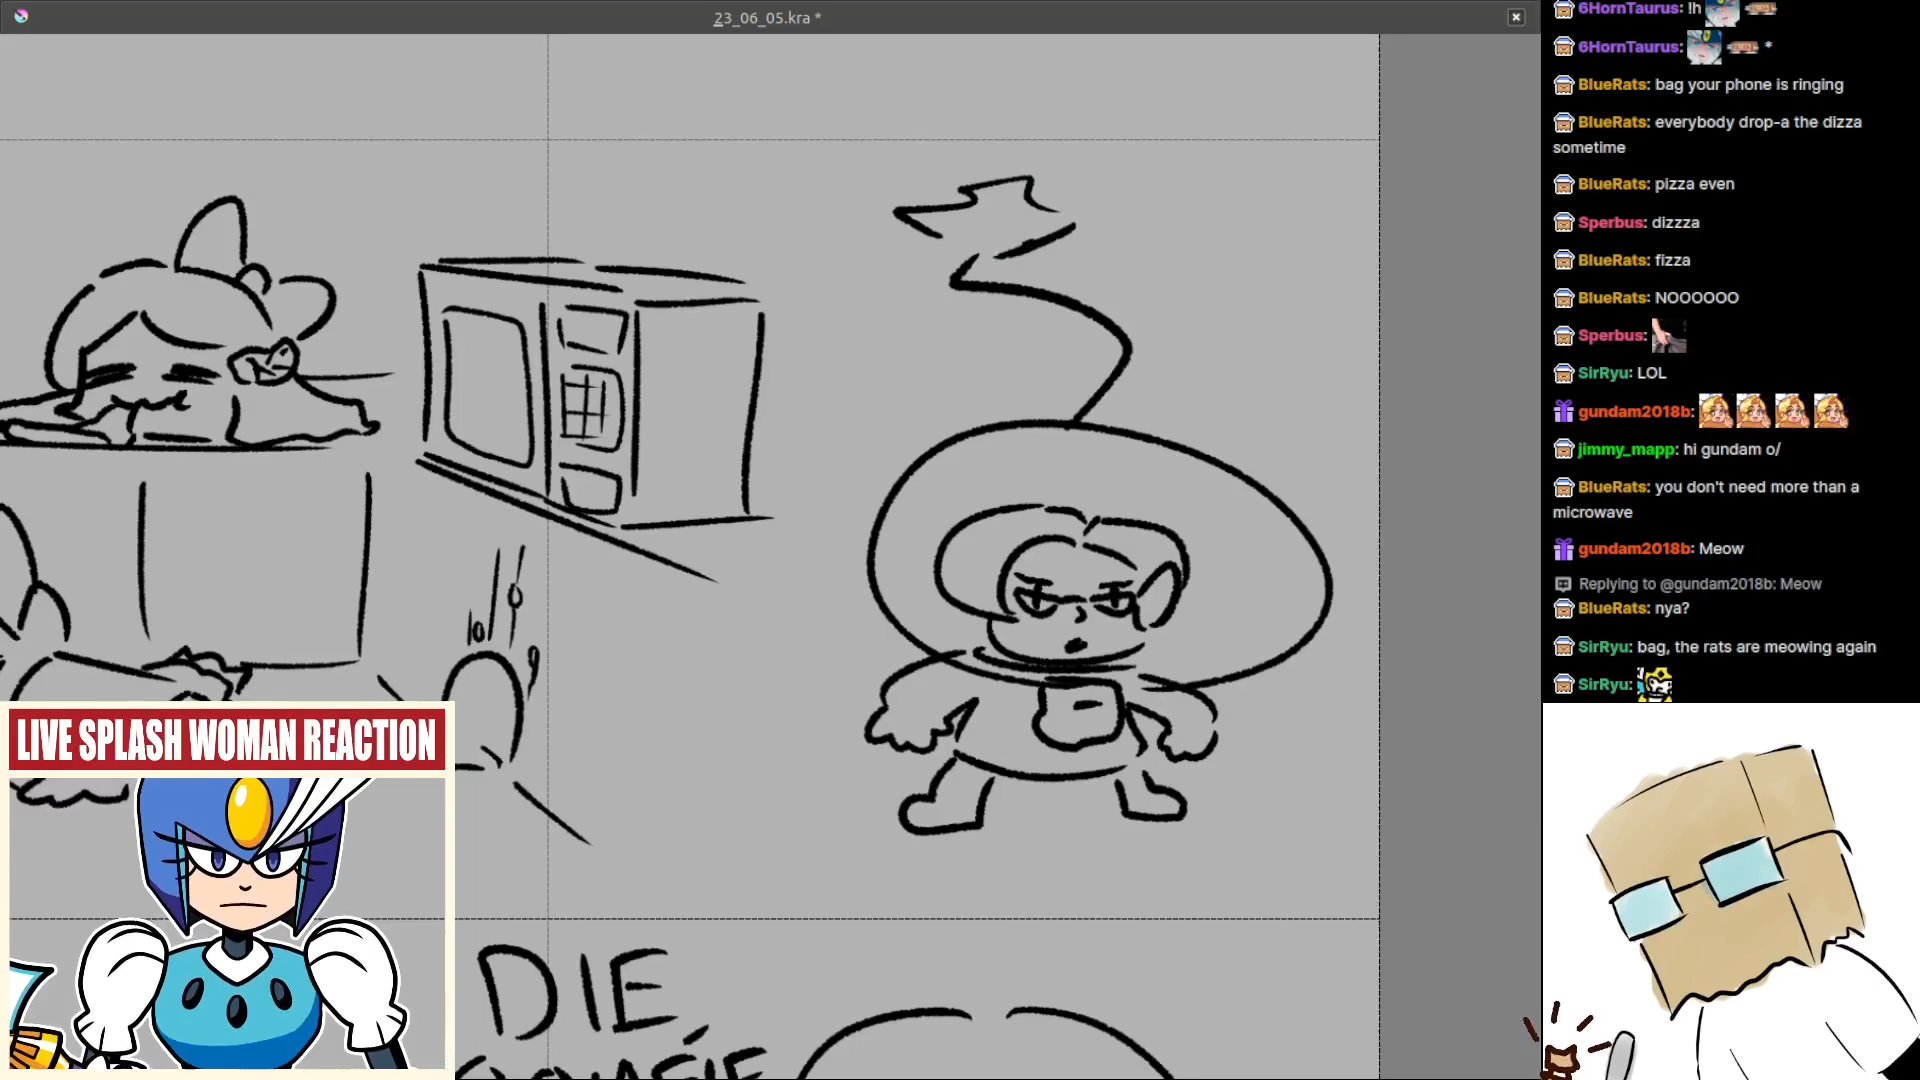 23_06_05.kra *
6HornTaurus: !h
6HornTaurus: *
BlueRats: bag your phone is ringing
BlueRats: everybody drop-a the dizza
sometime
BlueRats: pizza even
Sperbus: dizzza
BlueRats: fizza
BlueRats: NOOOOOO
Sperbus:
SirRyu: LOL
gundam2018b:
jimmy_mapp: hi gundam o/
BlueRats: you don't need more than a
microwave
gundam2018b: Meow
Replying to @gundam2018b: Meow
BlueRats: nya?
SirRyu: bag, the rats are meowing again
SirRyu:
LIVE SPLASH WOMAN REACTION
DIE,